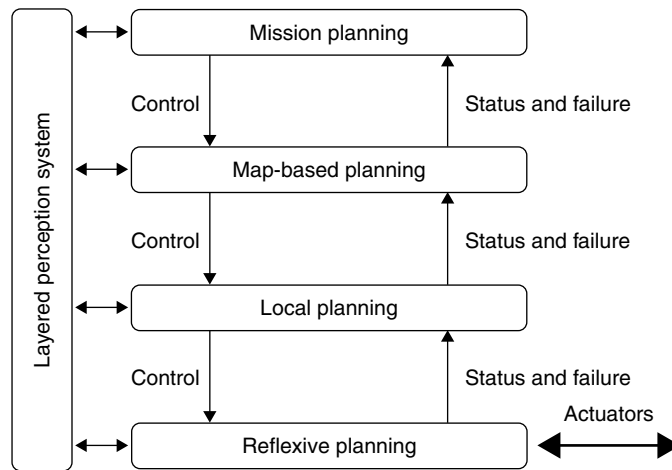 Layered perception system
Mission planning
Control
Status and failure
Map-based planning
Control
Status and failure
Local planning
Control
Status and failure
Actuators
Reflexive planning